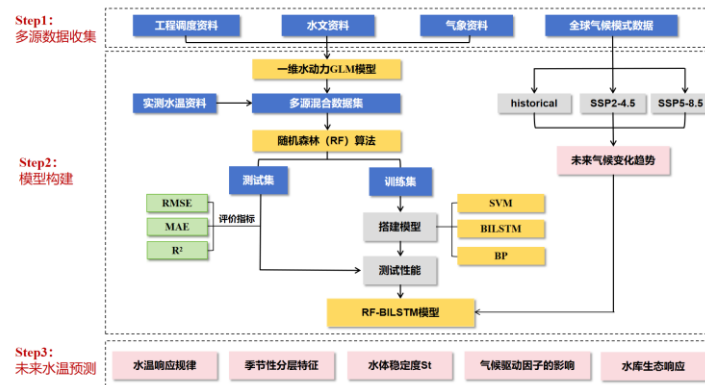 Step1:
多源数据收集
工程调度资料
水文资料
气象资料
全球气候模式数据
Step2:
模型构建
一维水动力GLM模型
实测水温资料
多源混合数据集
historical
SSP2-4.5
SSP5-8.5
随机森林（RF）算法
未来气候变化趋势
测试集
训练集
RMSE
MAE
R²
评价指标
搭建模型
SVM
BILSTM
BP
测试性能
RF-BILSTM模型
Step3:
未来水温预测
水温响应规律
季节性分层特征
水体稳定度St
气候驱动因子的影响
水库生态响应